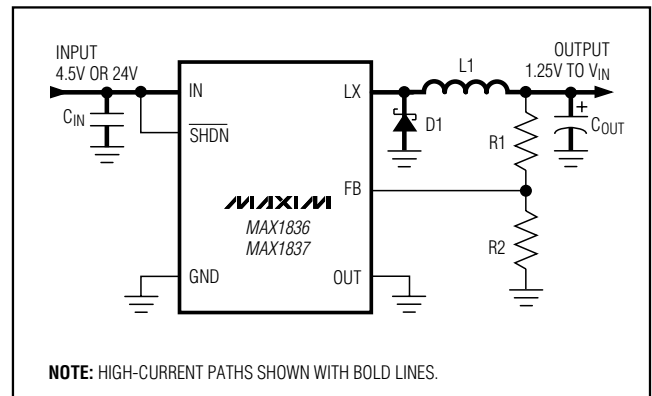 INPUT
4.5V OR 24V
OUTPUT
1.25V TO VIN
L1
IN
LX
CIN
SHDN
D1
+
COUT
R1
FB
MAXIM
MAX1836
MAX1837
R2
GND
OUT
NOTE: HIGH-CURRENT PATHS SHOWN WITH BOLD LINES.